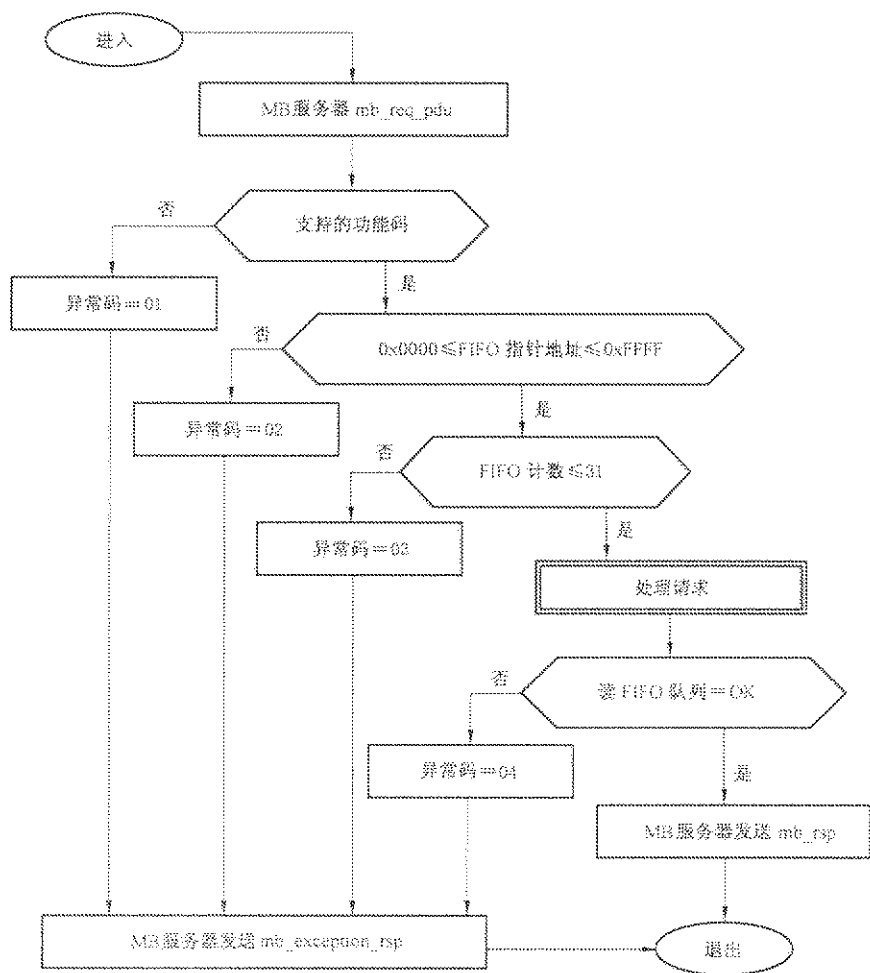 进入
MB服务器 mb_req_pdu
支持的功能码
否
是
异常码=01
0x0000≤FIFO 指针地址≤0xFFFF
否
是
异常码=02
FIFO 计数≤31
否
是
异常码=03
处理请求
读 FIFO 队列=OK
否
是
异常码=04
MB服务器发送 mb_rsp
MB服务器发送 mb_exception_rsp
退出